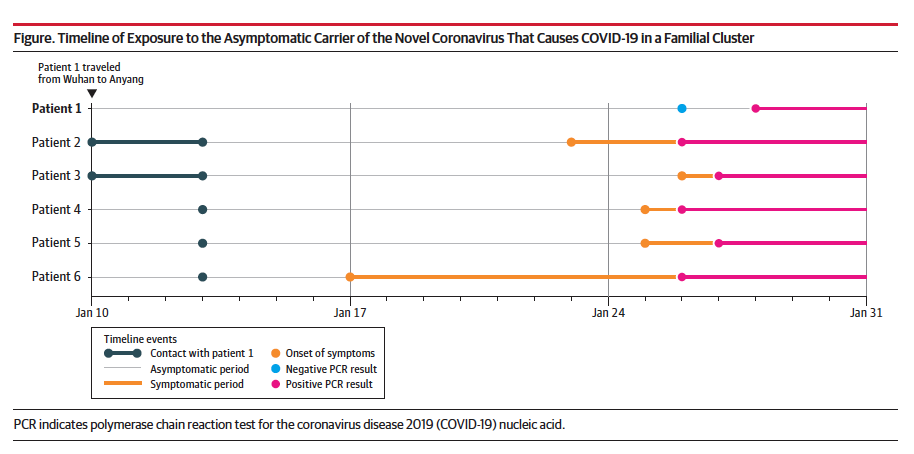 Figure. Timeline of Exposure to the Asymptomatic Carrier of the Novel Coronavirus That Causes COVID-19 in a Familial Cluster
Patient 1 traveled
from Wuhan to Anyang
Patient 1
Patient 2
Patient 3
Patient 4
Patient 5
Patient 6
Jan 10
Jan 17
Jan 24
Jan 31
Timeline events
Contact with patient 1
Asymptomatic period
Symptomatic period
Onset of symptoms
Negative PCR result
Positive PCR result
PCR indicates polymerase chain reaction test for the coronavirus disease 2019 (COVID-19) nucleic acid.